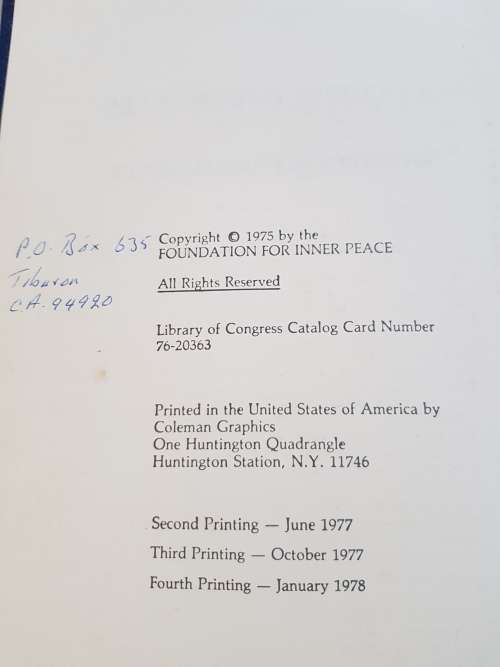 P.O. Box 635
Tiburon
CA. 94920
Copyright © 1975 by the
FOUNDATION FOR INNER PEACE
All Rights Reserved
Library of Congress Catalog Card Number
76-20363
Printed in the United States of America by
Coleman Graphics
One Huntington Quadrangle
Huntington Station, N.Y. 11746
Second Printing — June 1977
Third Printing — October 1977
Fourth Printing — January 1978